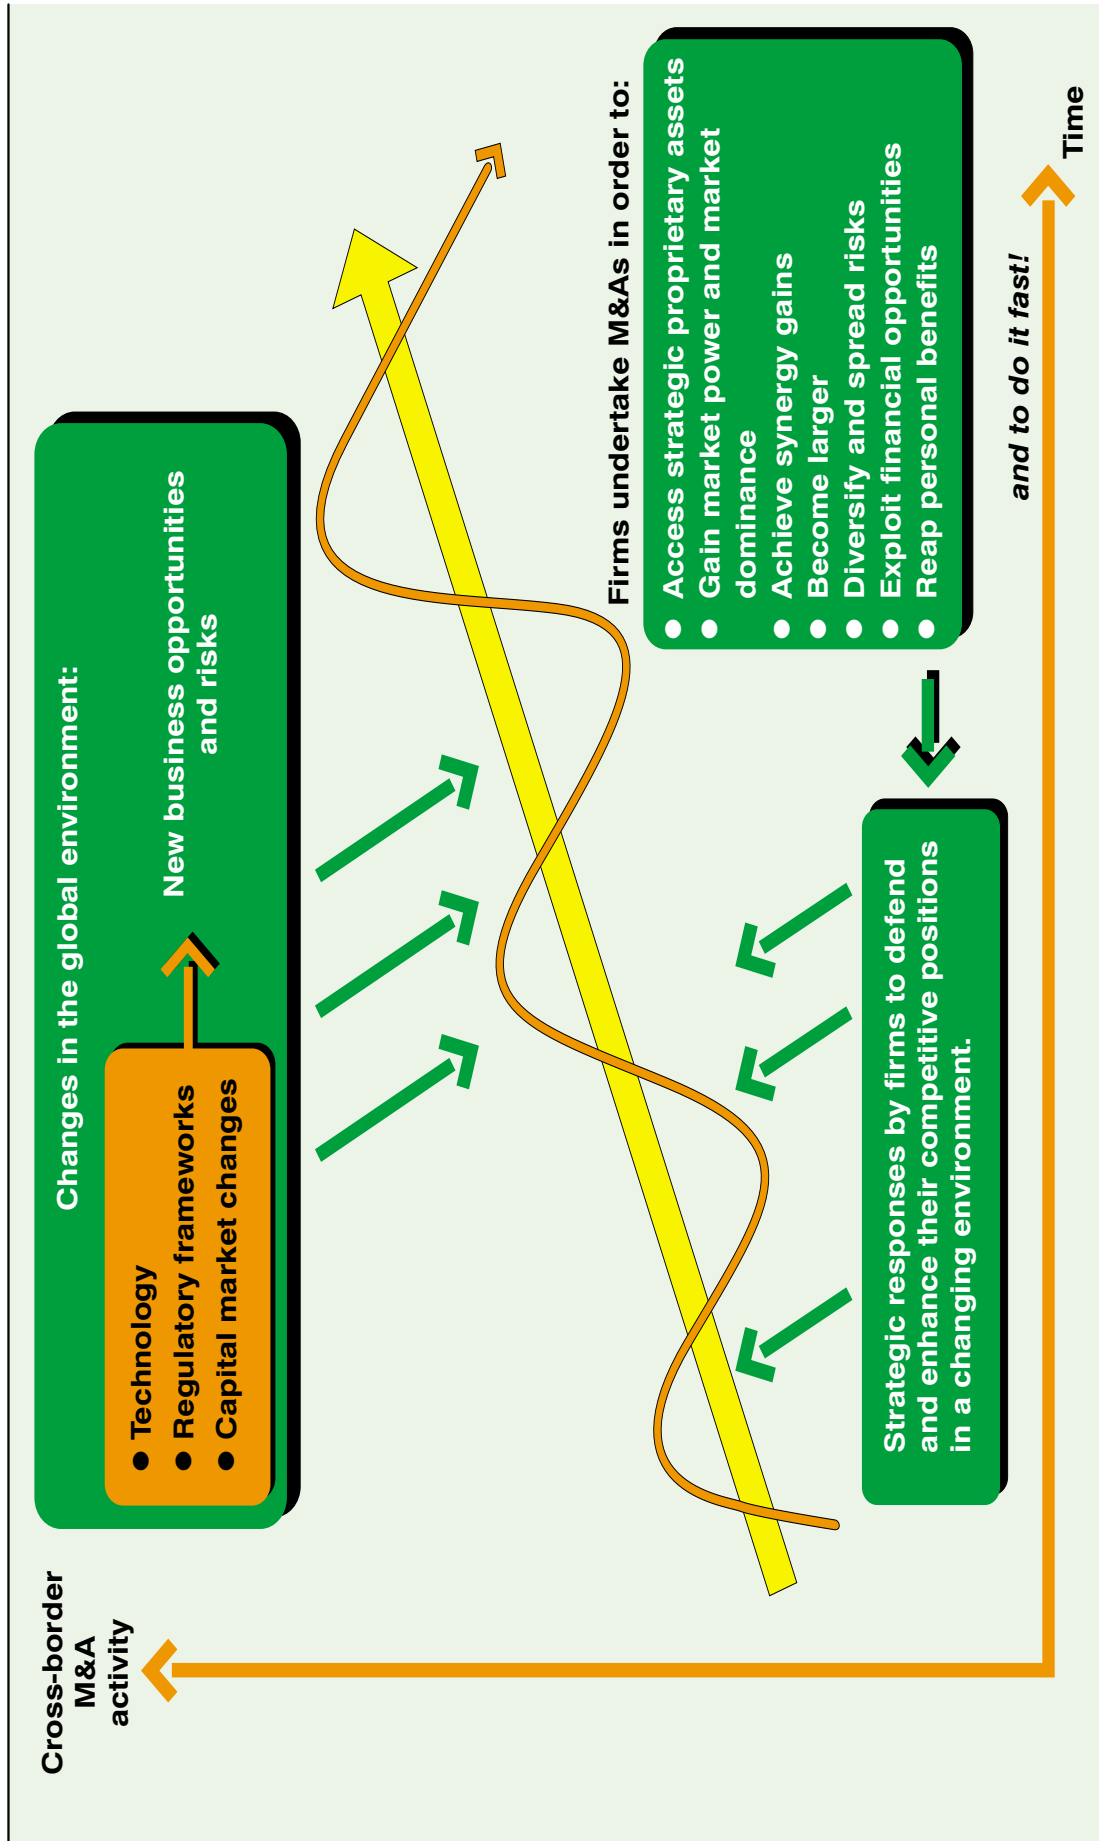 Cross-border
M&A
activity
Changes in the global environment:
Technology
Regulatory frameworks
Capital market changes
New business opportunities
and risks
Firms undertake M&As in order to:
Access strategic proprietary assets
Gain market power and market
dominance
Achieve synergy gains
Become larger
Diversify and spread risks
Exploit financial opportunities
Reap personal benefits
Strategic responses by firms to defend
and enhance their competitive positions
in a changing environment.
and to do it fast!
Time